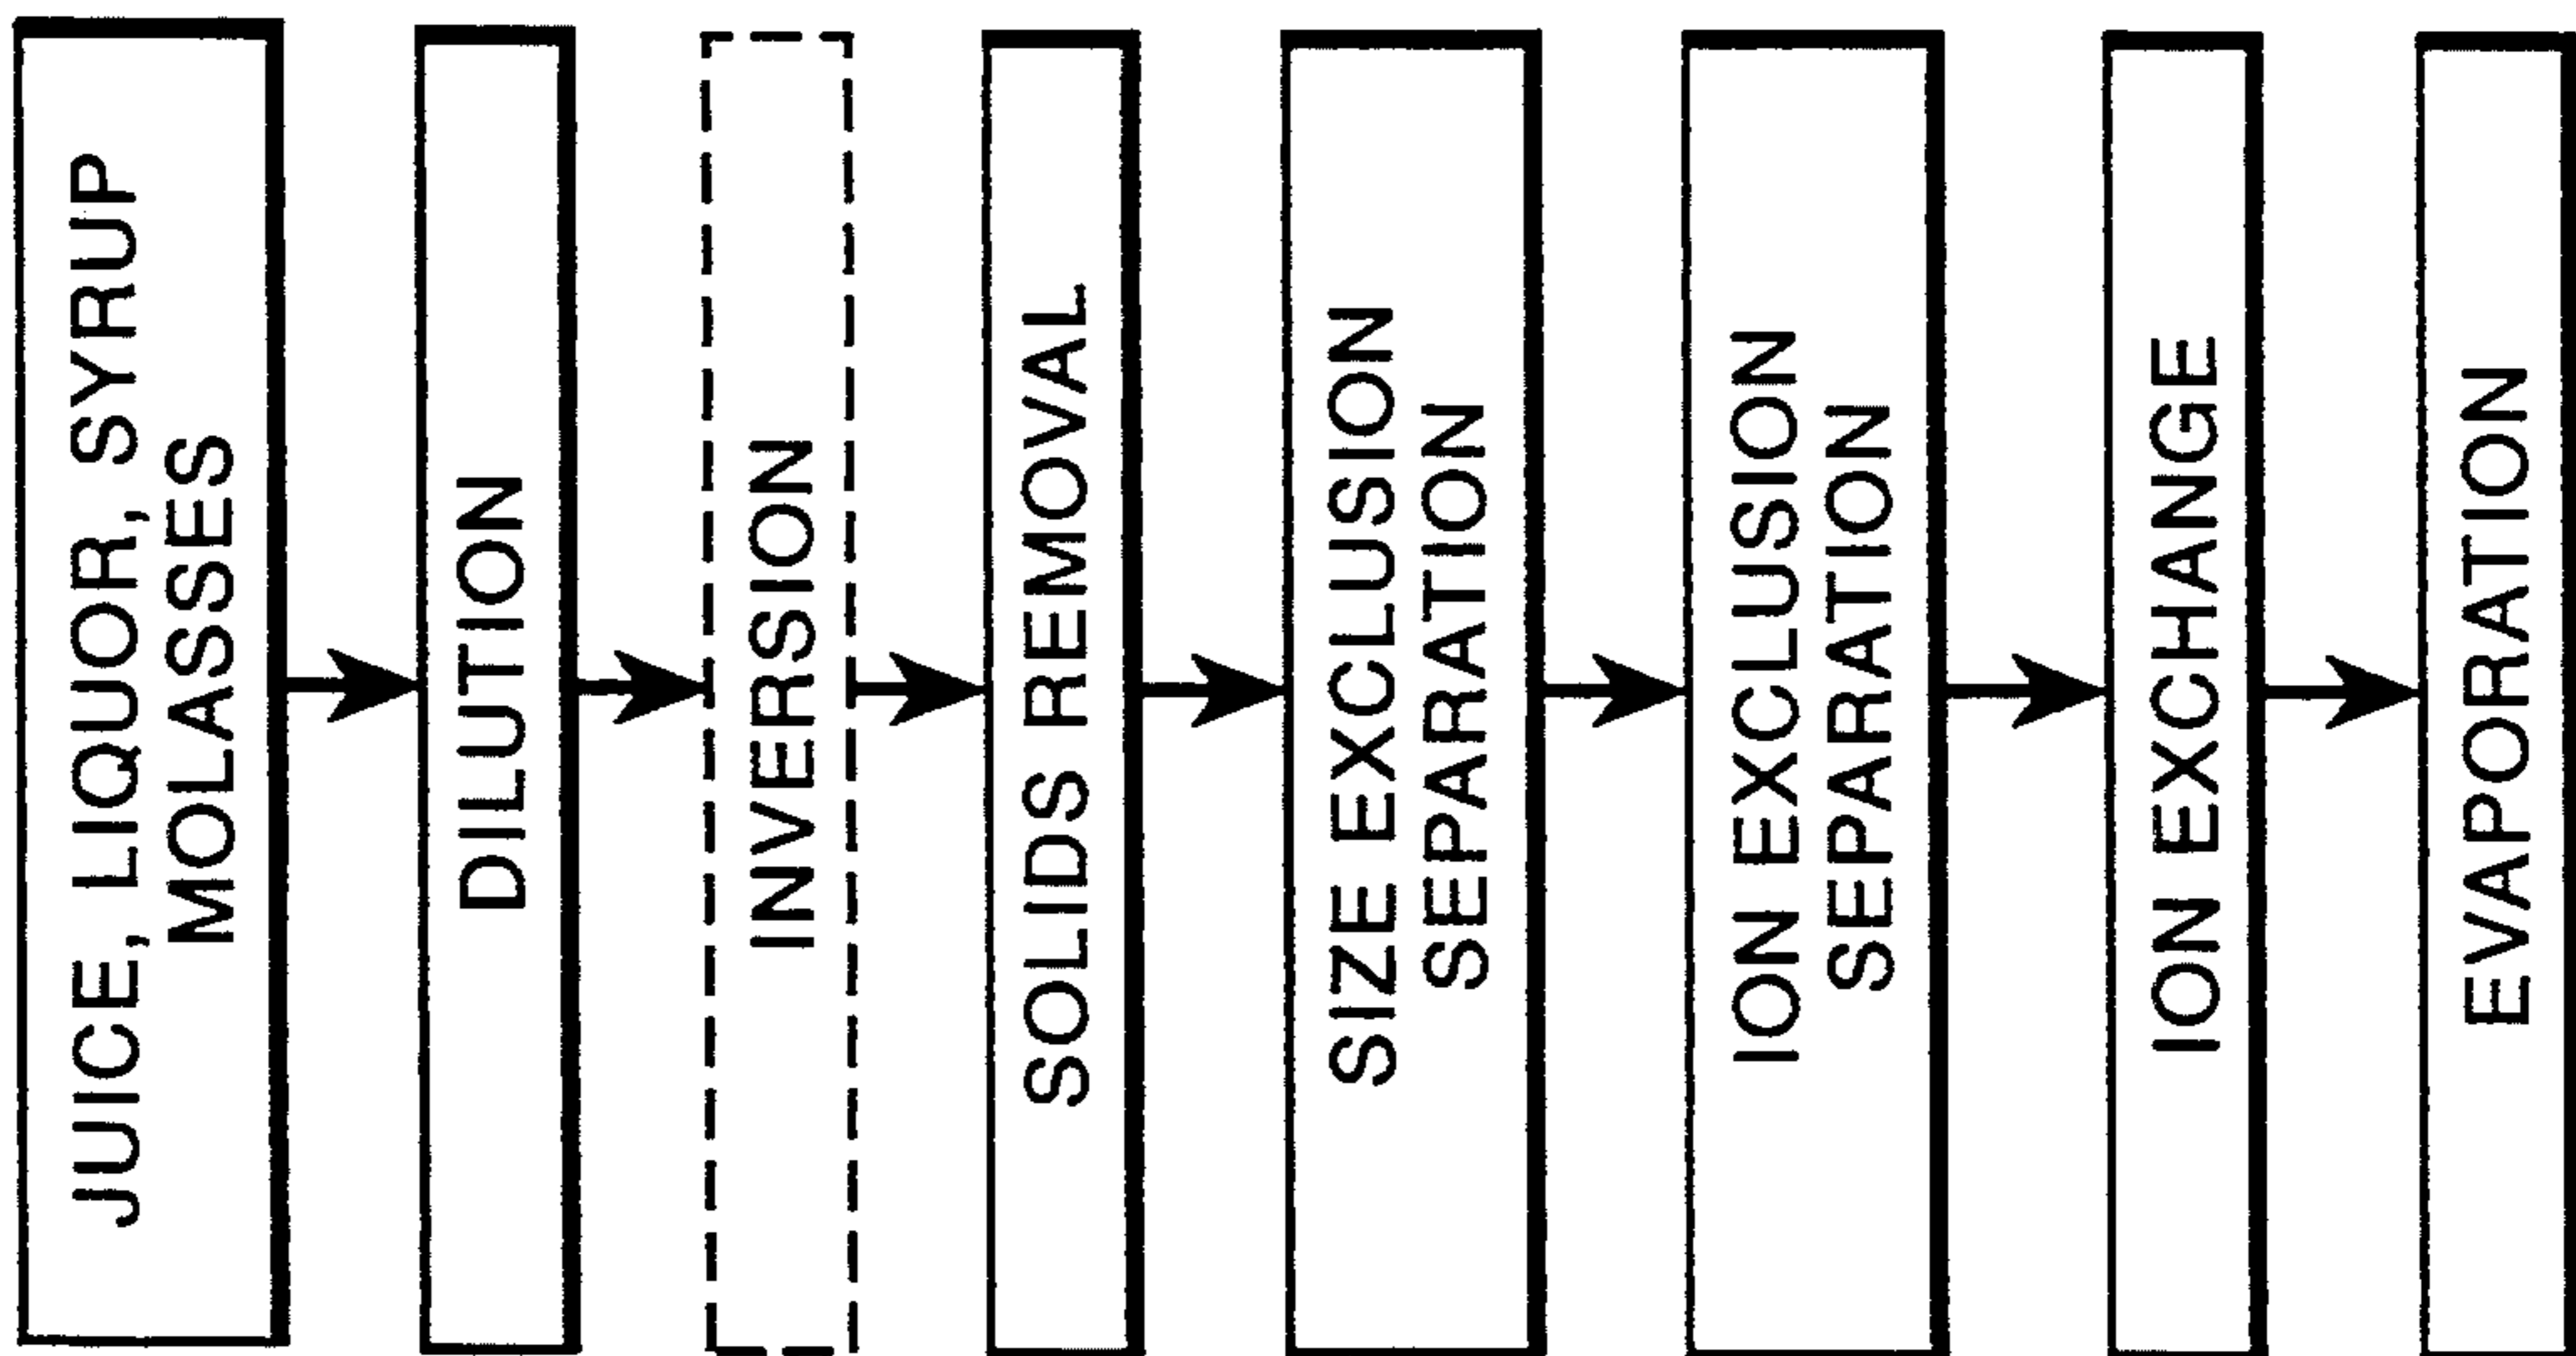 JUICE, LIQUOR, SYRUP
MOLASSES
DILUTION
INVERSION
SOLIDS REMOVAL
SIZE EXCLUSION
SEPARATION
ION EXCLUSION
SEPARATION
ION EXCHANGE
EVAPORATION